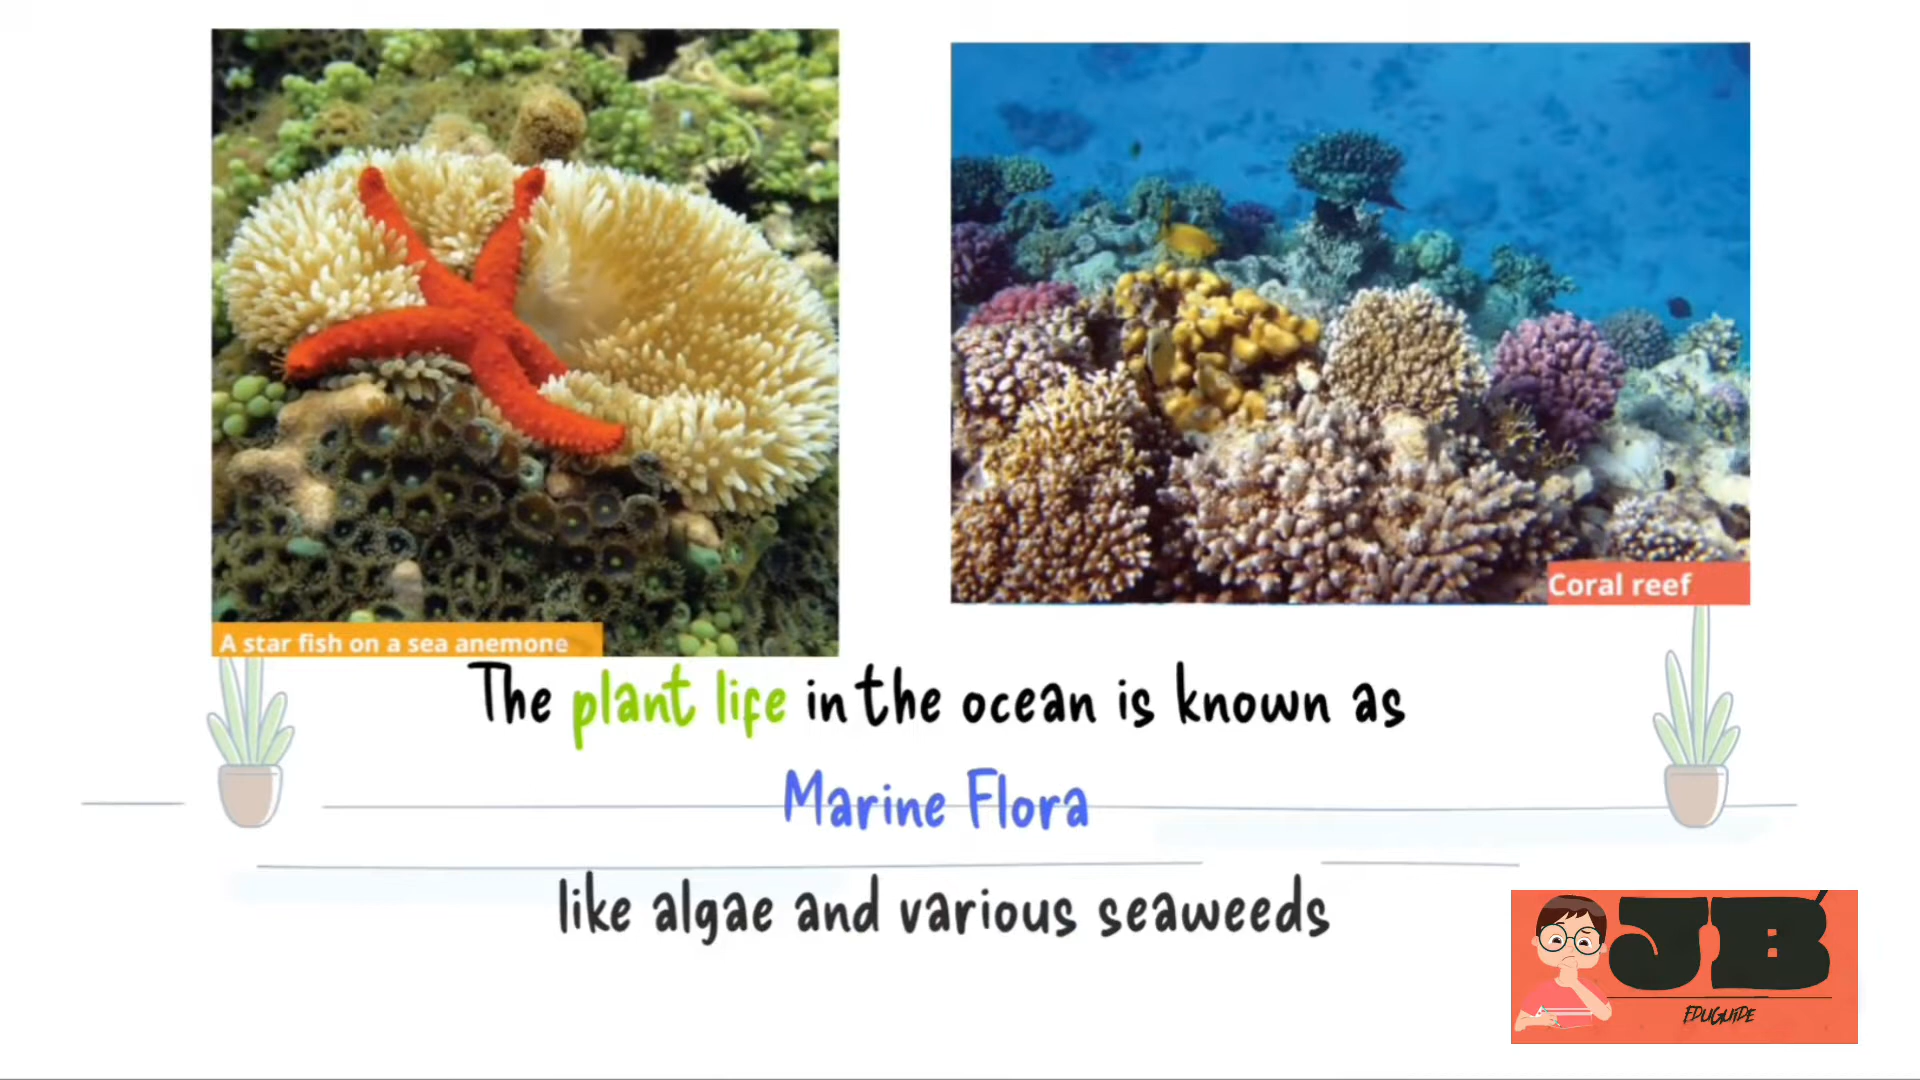 A star fish on a sea anemone
Coral reef
The plant life in the ocean is known as
Marine Flora
like algae and various seaweeds
JB
EDUGUIDE